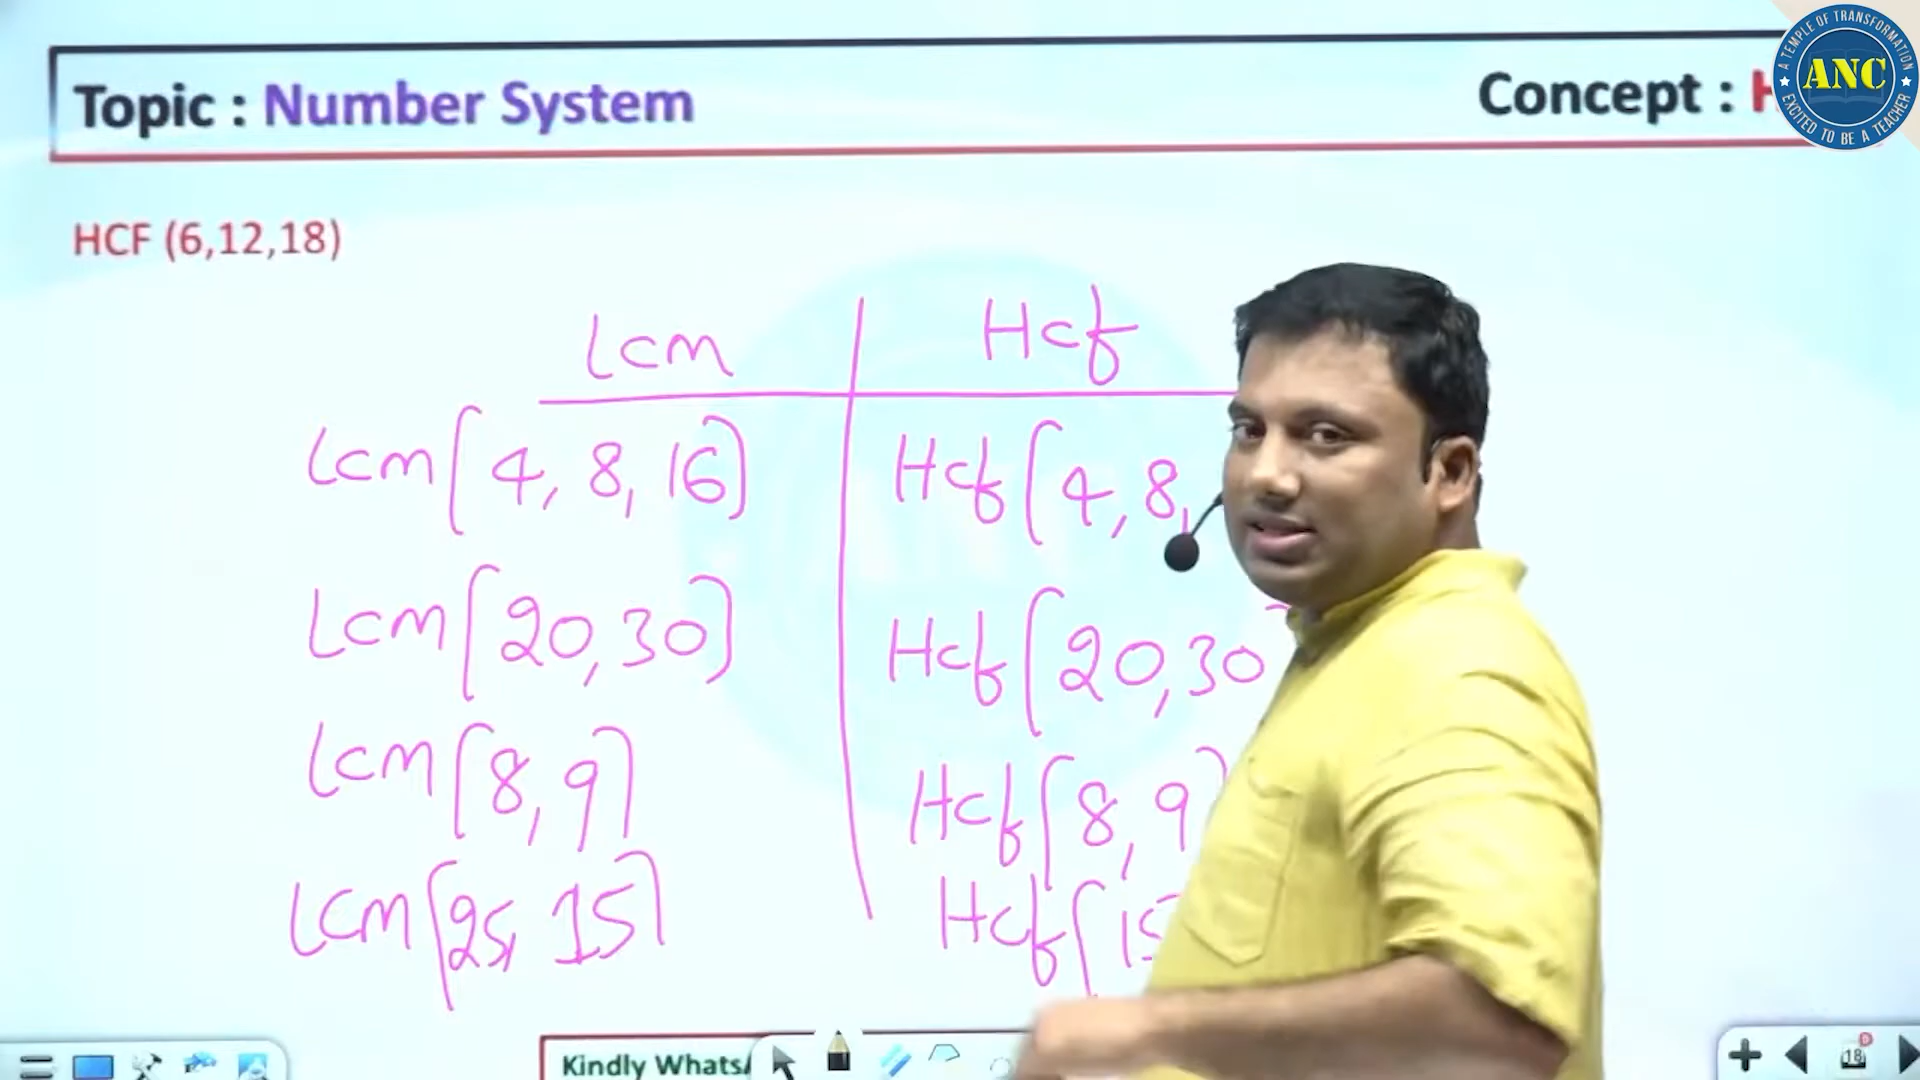 Topic : Number System
Concept : H
A TEMPLE OF TRANSFORMATION
ANC
EXCITED TO BE A TEACHER
HCF (6,12,18)
Lcm
Hcf
Lcm(4, 8, 16)
Hcf(4, 8,
Lcm(20, 30)
Hcf(20, 30
Lcm(8, 9)
Hcf(8, 9)
Lcm(25, 15)
Hcf(15
Kindly Whats
18